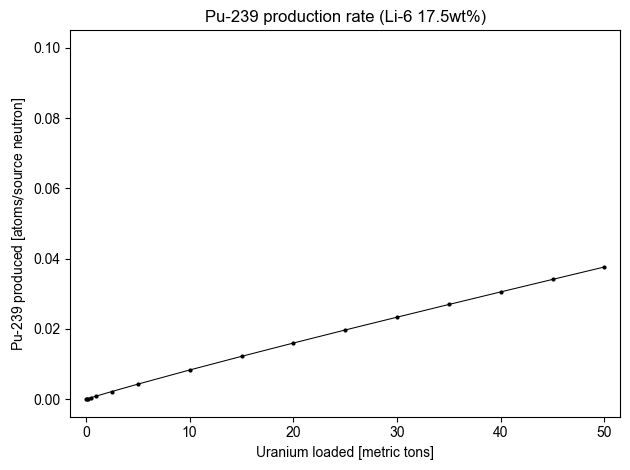 Pu-239 production rate (Li-6 17.5wt%)
0.10
0.08
0.06
0.04
0.02
0.00
Pu-239 produced [atoms/source neutron]
0 10 20 30 40 50
Uranium loaded [metric tons]